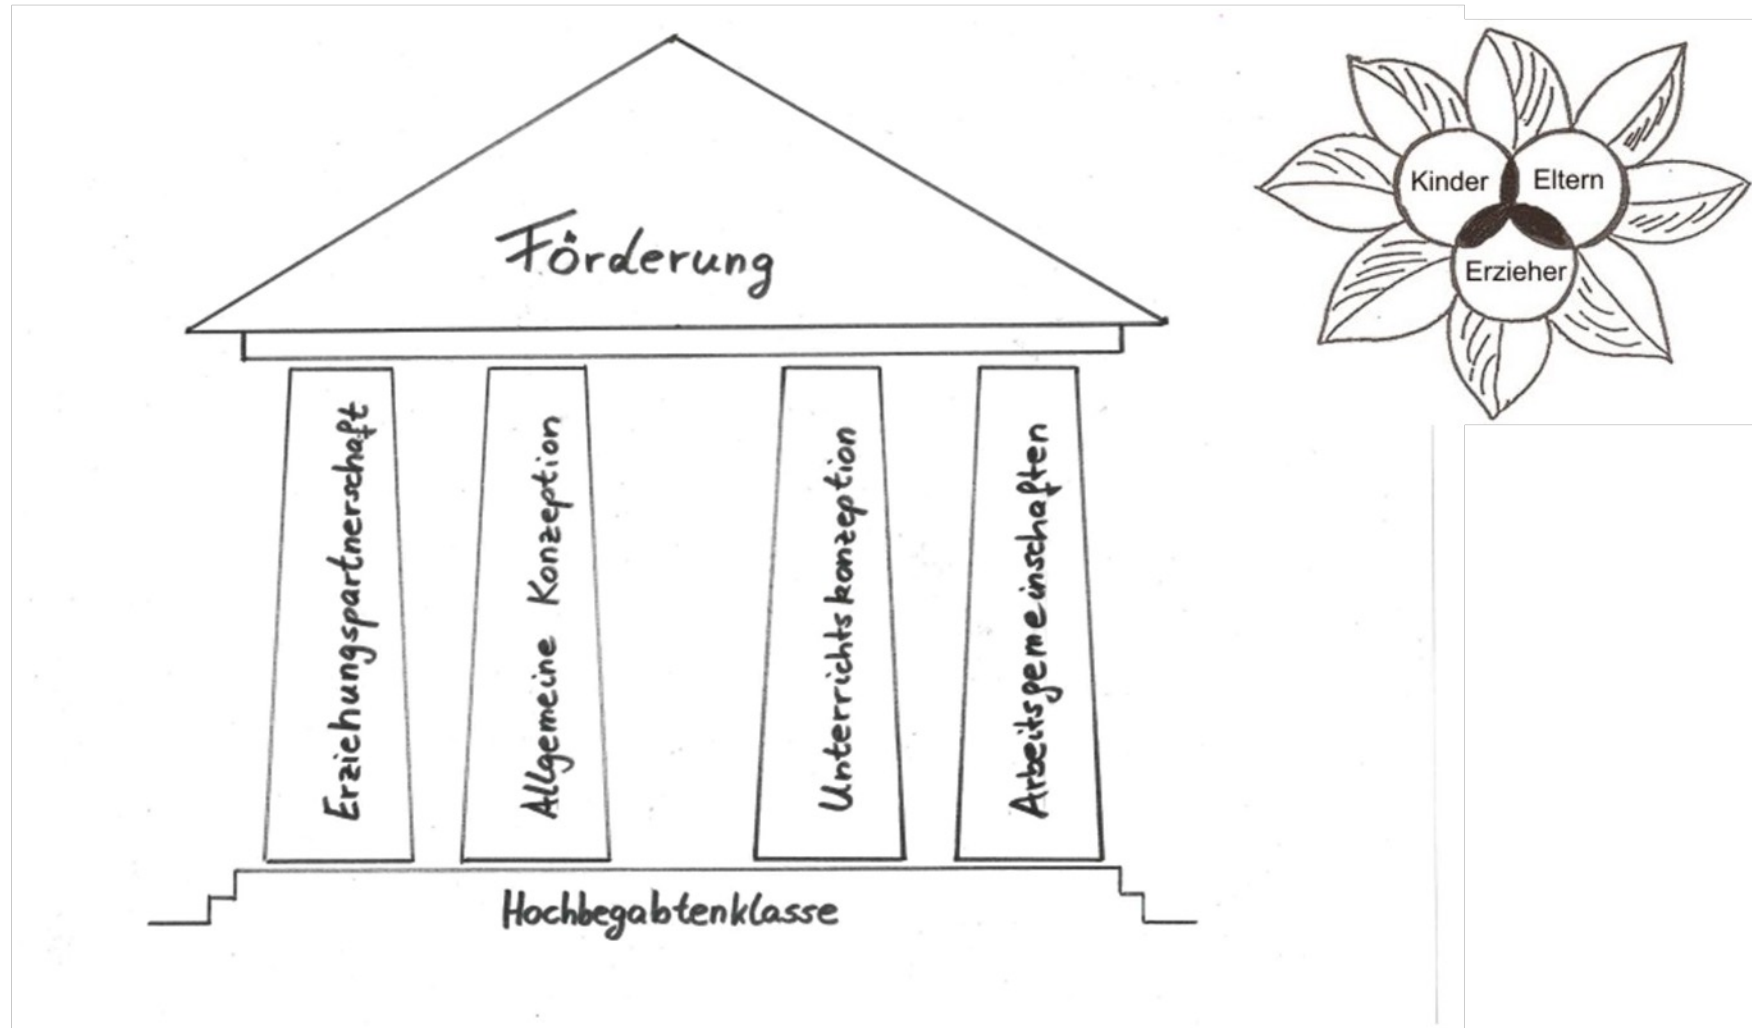 Förderung
Erziehungspartnerschaft
Allgemeine Konzeption
Unterrichtskonzeption
Arbeitsgemeinschaften
Hochbegabtenklasse
Kinder
Eltern
Erzieher